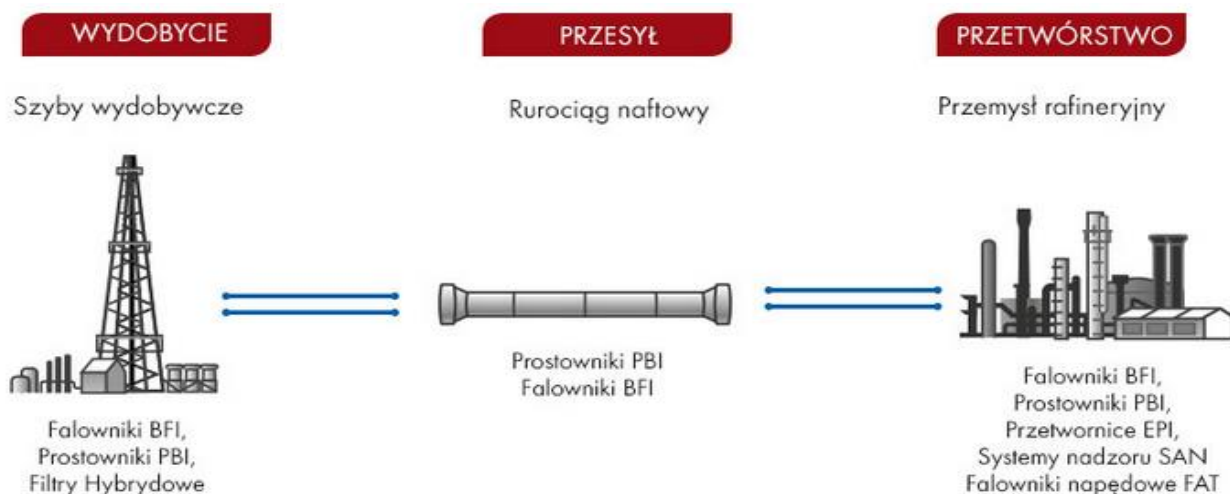 WYDOBYCIE
Szyby wydobywcze
Falowniki BFI,
Prostowniki PBI,
Filtry Hybrydowe
PRZESYŁ
Rurociąg naftowy
Prostowniki PBI
Falowniki BFI
PRZETWÓRSTWO
Przemysł rafineryjny
Falowniki BFI,
Prostowniki PBI,
Przetwornice EPI,
Systemy nadzoru SAN
Falowniki napędowe FAT